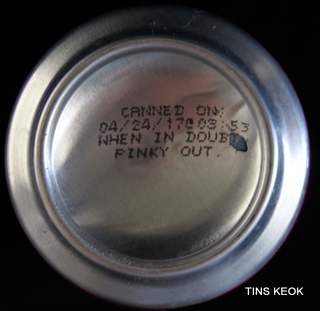 CANNED ON:
04/24/17@03:53
WHEN IN DOUBT
PINKY OUT.
TINS KEOK